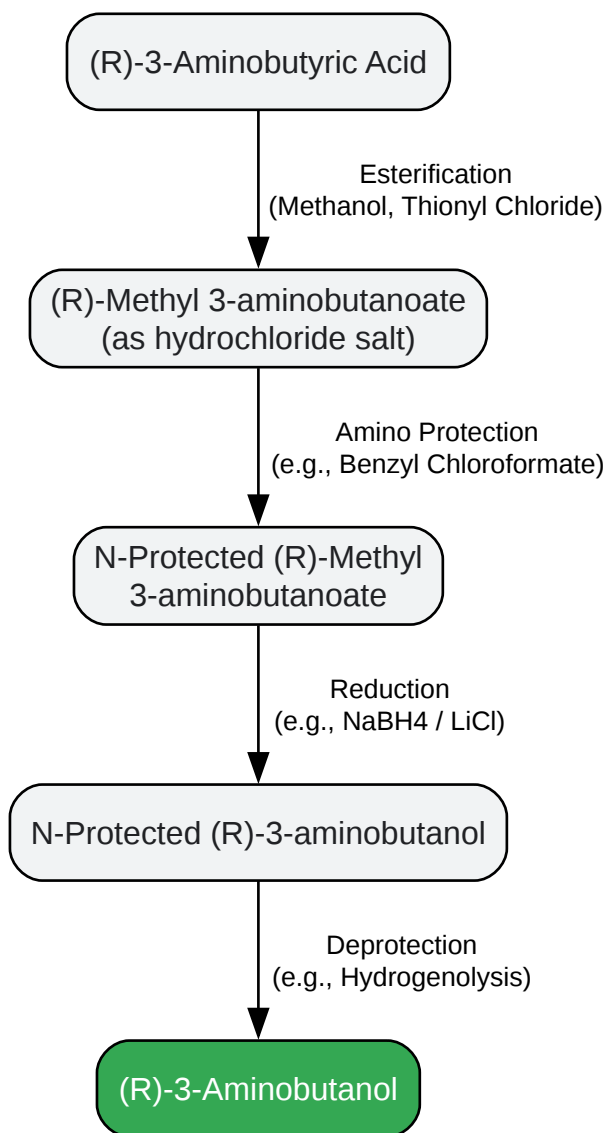 (R)-3-Aminobutyric Acid
Esterification
(Methanol, Thionyl Chloride)
(R)-Methyl 3-aminobutanoate
(as hydrochloride salt)
Amino Protection
(e.g., Benzyl Chloroformate)
N-Protected (R)-Methyl
3-aminobutanoate
Reduction
(e.g., NaBH4 / LiCl)
N-Protected (R)-3-aminobutanol
Deprotection
(e.g., Hydrogenolysis)
(R)-3-Aminobutanol